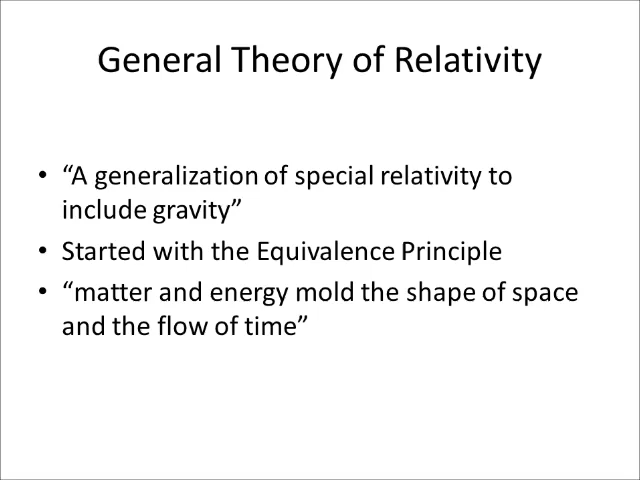 General Theory of Relativity
• “A generalization of special relativity to
include gravity”
• Started with the Equivalence Principle
• “matter and energy mold the shape of space
and the flow of time”